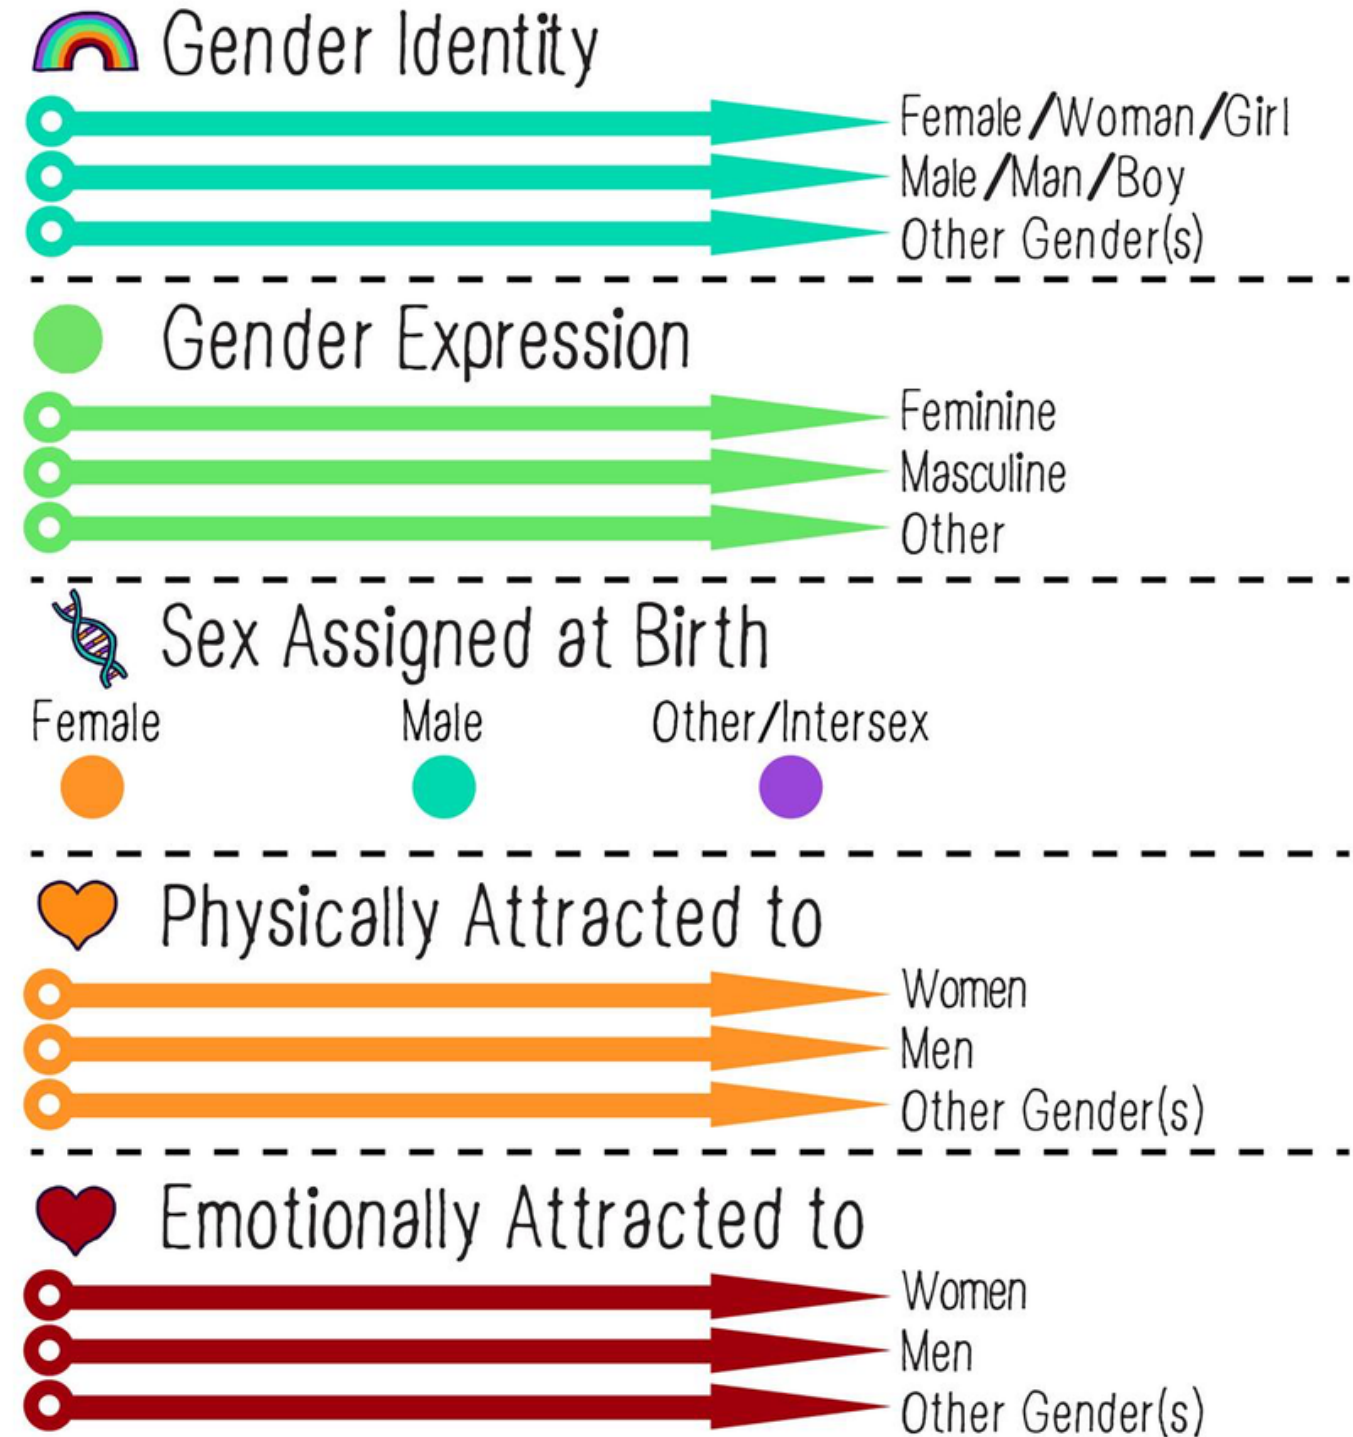 Gender Identity
Female/Woman/Girl
Male/Man/Boy
Other Gender(s)
Gender Expression
Feminine
Masculine
Other
Sex Assigned at Birth
Female Male Other/Intersex
Physically Attracted to
Women
Men
Other Gender(s)
Emotionally Attracted to
Women
Men
Other Gender(s)